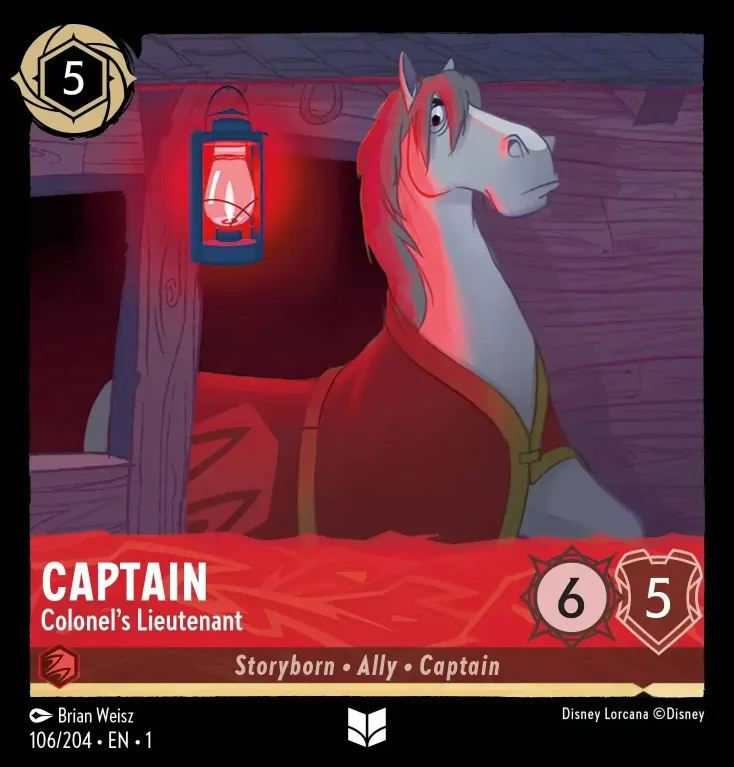 5
CAPTAIN
Colonel's Lieutenant
6
5
Storyborn • Ally • Captain
Brian Weisz
Disney Lorcana ©Disney
106/204 • EN • 1